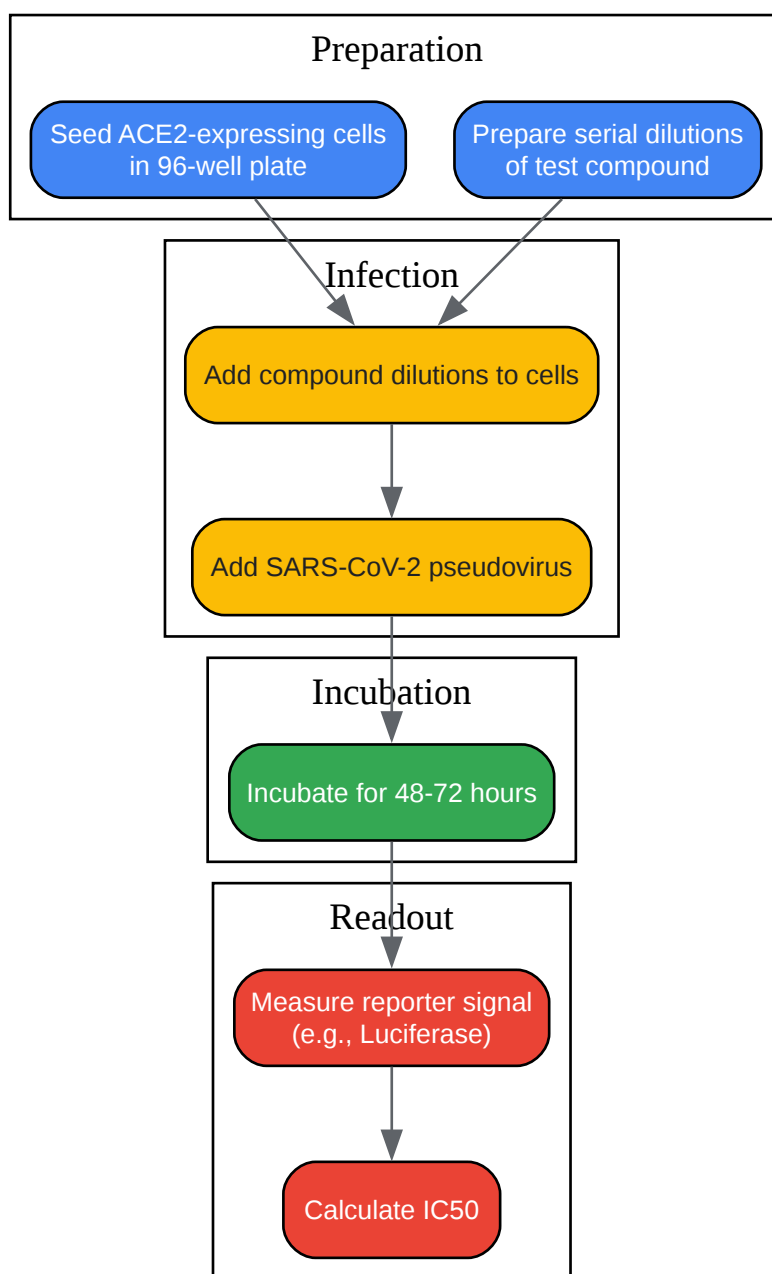 Preparation
Seed ACE2-expressing cells
in 96-well plate
Prepare serial dilutions
of test compound
Infection
Add compound dilutions to cells
Add SARS-CoV-2 pseudovirus
Incubation
Incubate for 48-72 hours
Readout
Measure reporter signal
(e.g., Luciferase)
Calculate IC50